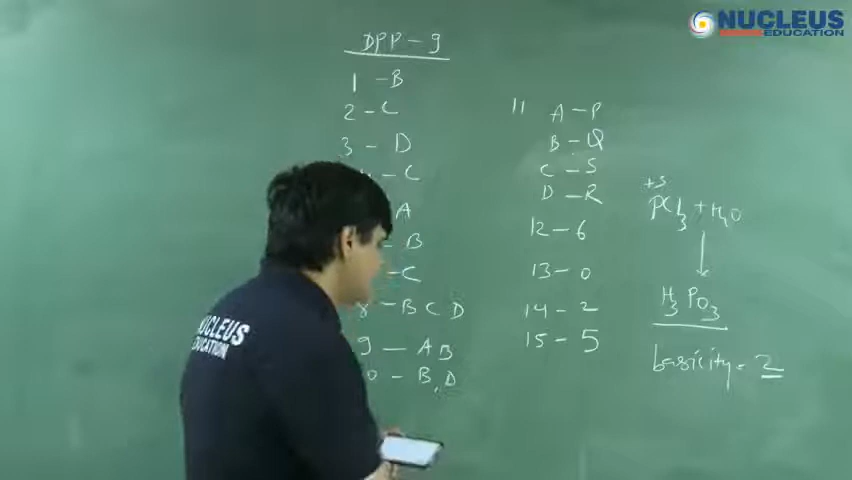 NUCLEUS
EDUCATION
DPP - 9
1 - B
2 - C
3 - D
- C
A
- B
- C
8 - B C D
9 - A B
10 - B, D
11 A - P
B - Q
C - S
D - R
12 - 6
13 - 0
14 - 2
15 - 5
+3
PCl3 + H2O
↓
H3PO3
basicity = 2
NUCLEUS
EDUCATION